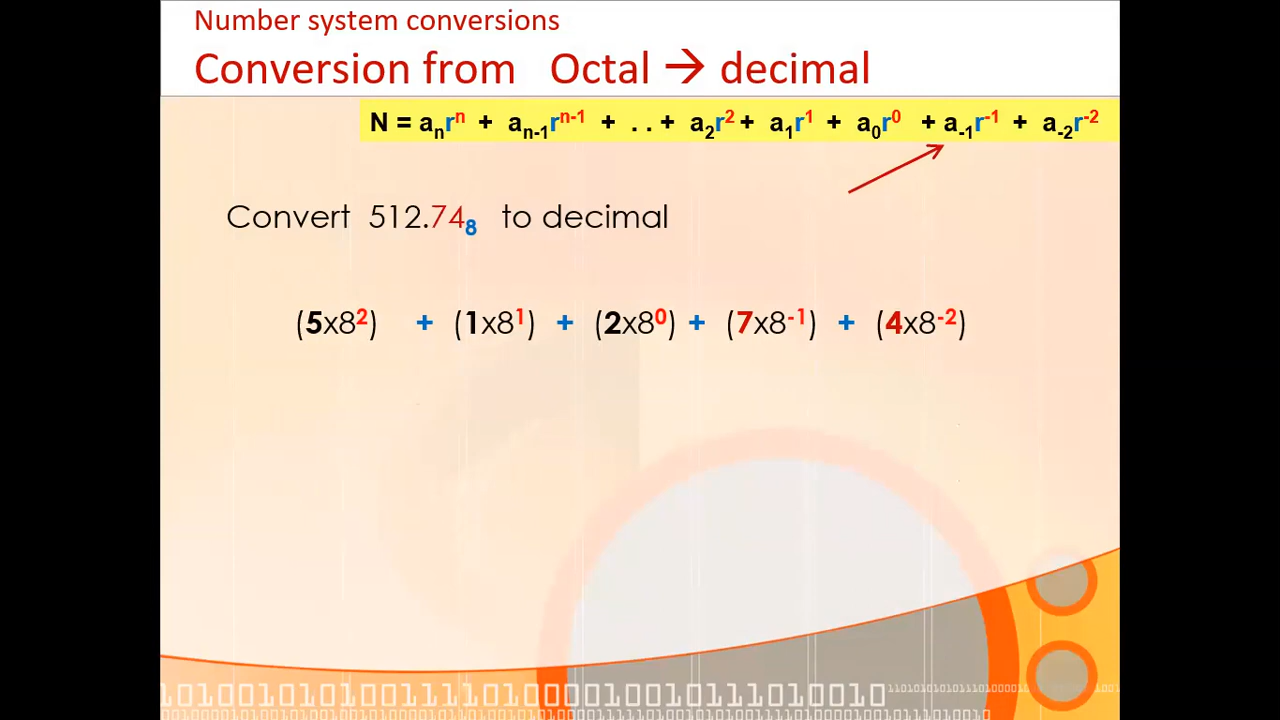 Number system conversions
Conversion from Octal → decimal
N = aₙrⁿ + aₙ₋₁rⁿ⁻¹ + . . + a₂r² + a₁r¹ + a₀r⁰ + a₋₁r⁻¹ + a₋₂r⁻²
Convert 512.74₈ to decimal
(5x8²) + (1x8¹) + (2x8⁰) + (7x8⁻¹) + (4x8⁻²)